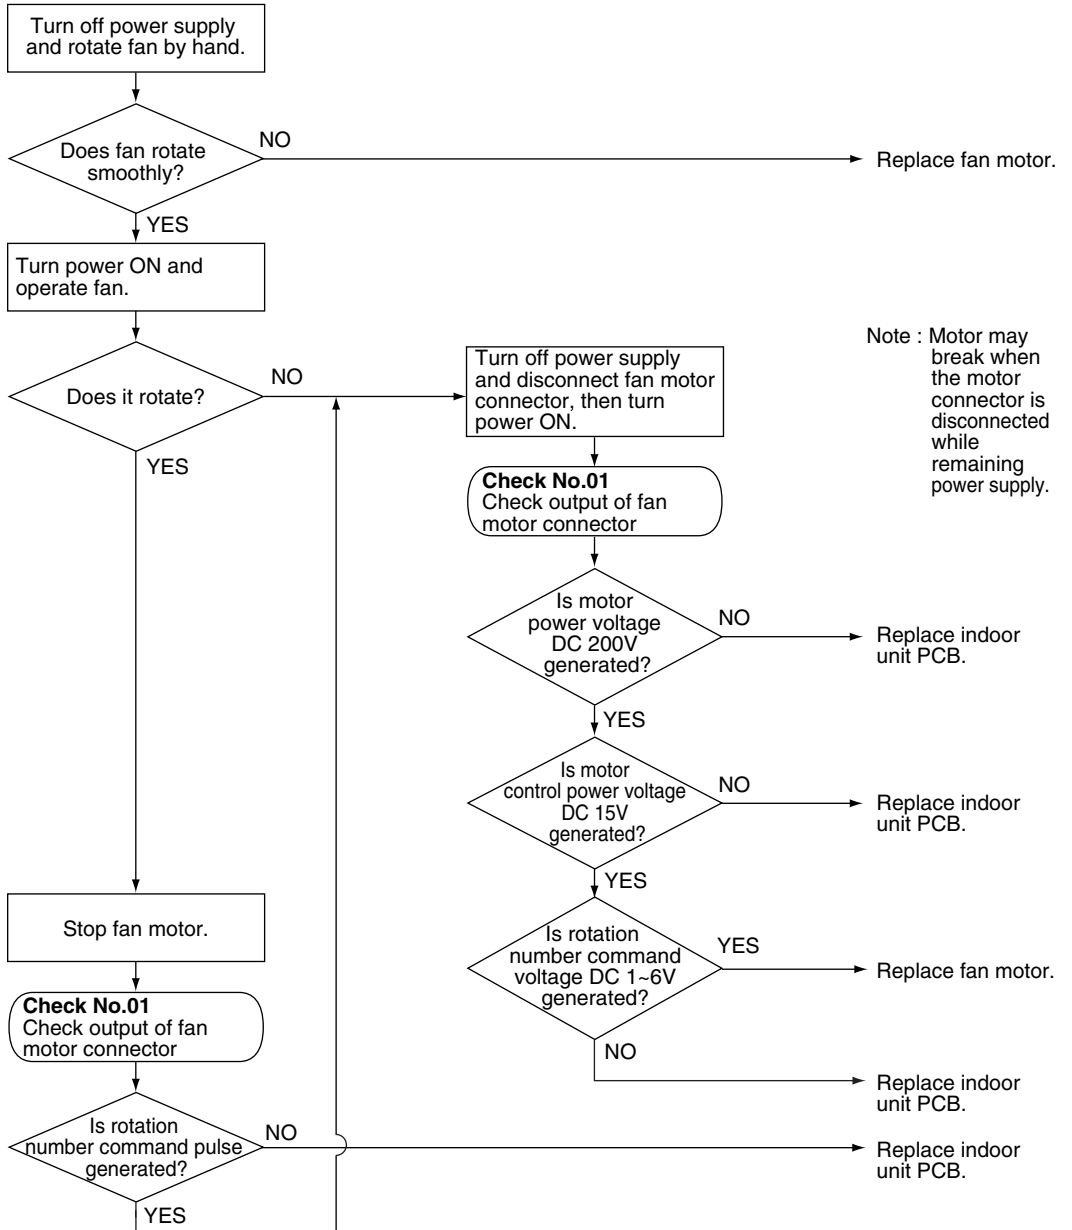 Turn off power supply
and rotate fan by hand.
Does fan rotate
smoothly?
NO
Replace fan motor.
YES
Turn power ON and
operate fan.
Does it rotate?
NO
YES
Turn off power supply
and disconnect fan motor
connector, then turn
power ON.
Note : Motor may
break when
the motor
connector is
disconnected
while
remaining
power supply.
Check No.01
Check output of fan
motor connector
Is motor
power voltage
DC 200V
generated?
NO
Replace indoor
unit PCB.
YES
Is motor
control power voltage
DC 15V
generated?
NO
Replace indoor
unit PCB.
YES
Is rotation
number command
voltage DC 1~6V
generated?
YES
Replace fan motor.
NO
Replace indoor
unit PCB.
Stop fan motor.
Check No.01
Check output of fan
motor connector
Is rotation
number command pulse
generated?
NO
Replace indoor
unit PCB.
YES